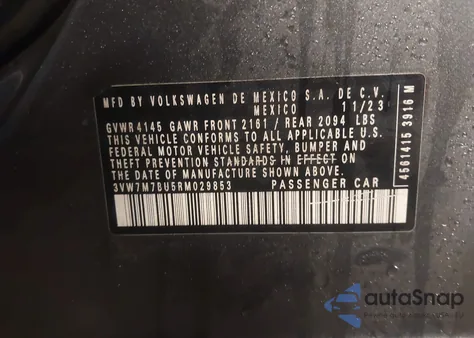 MFD BY VOLKSWAGEN DE MEXICO S.A. DE C.V.
MEXICO 11/23
GVWR 4145 GAWR FRONT 2161 / REAR 2094 LBS
THIS VEHICLE CONFORMS TO ALL APPLICABLE
FEDERAL MOTOR VEHICLE SAFETY, BUMPER AND
THEFT PREVENTION STANDARDS IN EFFECT
ON THE DATE OF MANUFACTURE SHOWN ABOVE.
3VW7M7BU5RM029853 PASSENGER CAR
4561415 3916 M
autoSnap